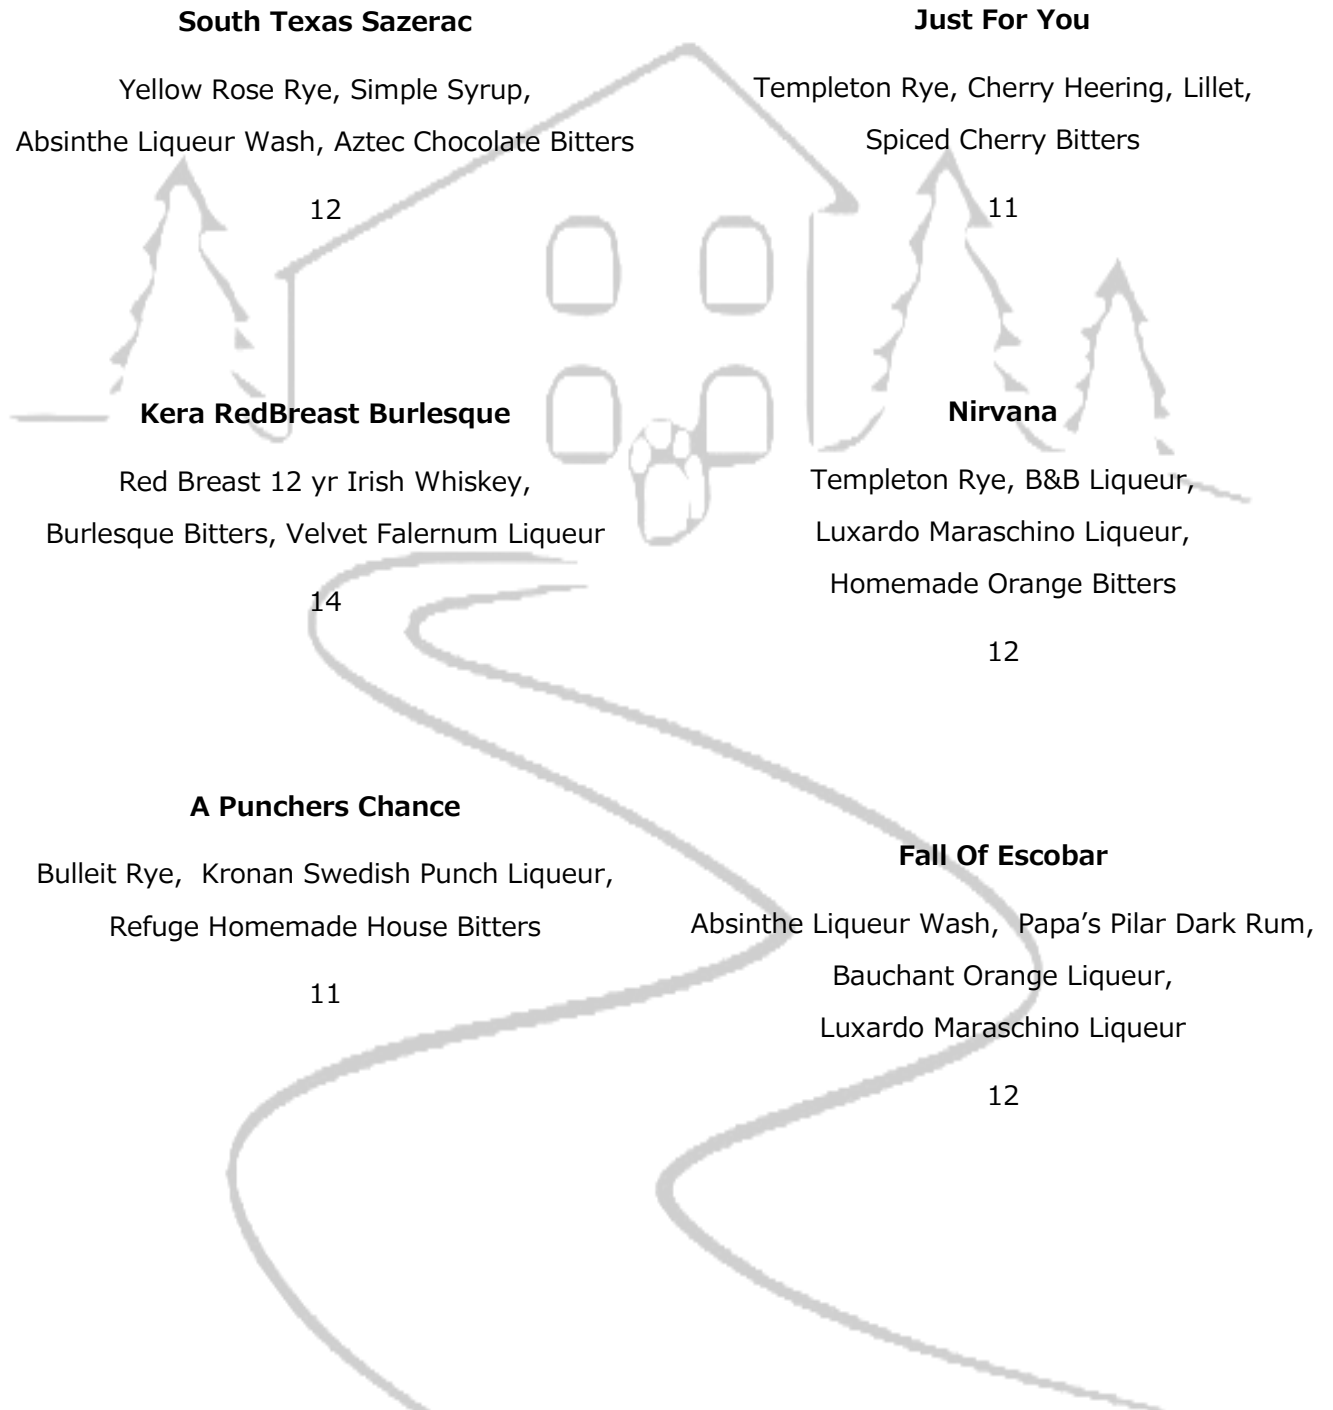 South Texas Sazerac
Yellow Rose Rye, Simple Syrup,
Absinthe Liqueur Wash, Aztec Chocolate Bitters
12
Just For You
Templeton Rye, Cherry Heering, Lillet,
Spiced Cherry Bitters
11
Kera RedBreast Burlesque
Red Breast 12 yr Irish Whiskey,
Burlesque Bitters, Velvet Falernum Liqueur
14
Nirvana
Templeton Rye, B&B Liqueur,
Luxardo Maraschino Liqueur,
Homemade Orange Bitters
12
A Punchers Chance
Bulleit Rye,  Kronan Swedish Punch Liqueur,
Refuge Homemade House Bitters
11
Fall Of Escobar
Absinthe Liqueur Wash,  Papa’s Pilar Dark Rum,
Bauchant Orange Liqueur,
Luxardo Maraschino Liqueur
12